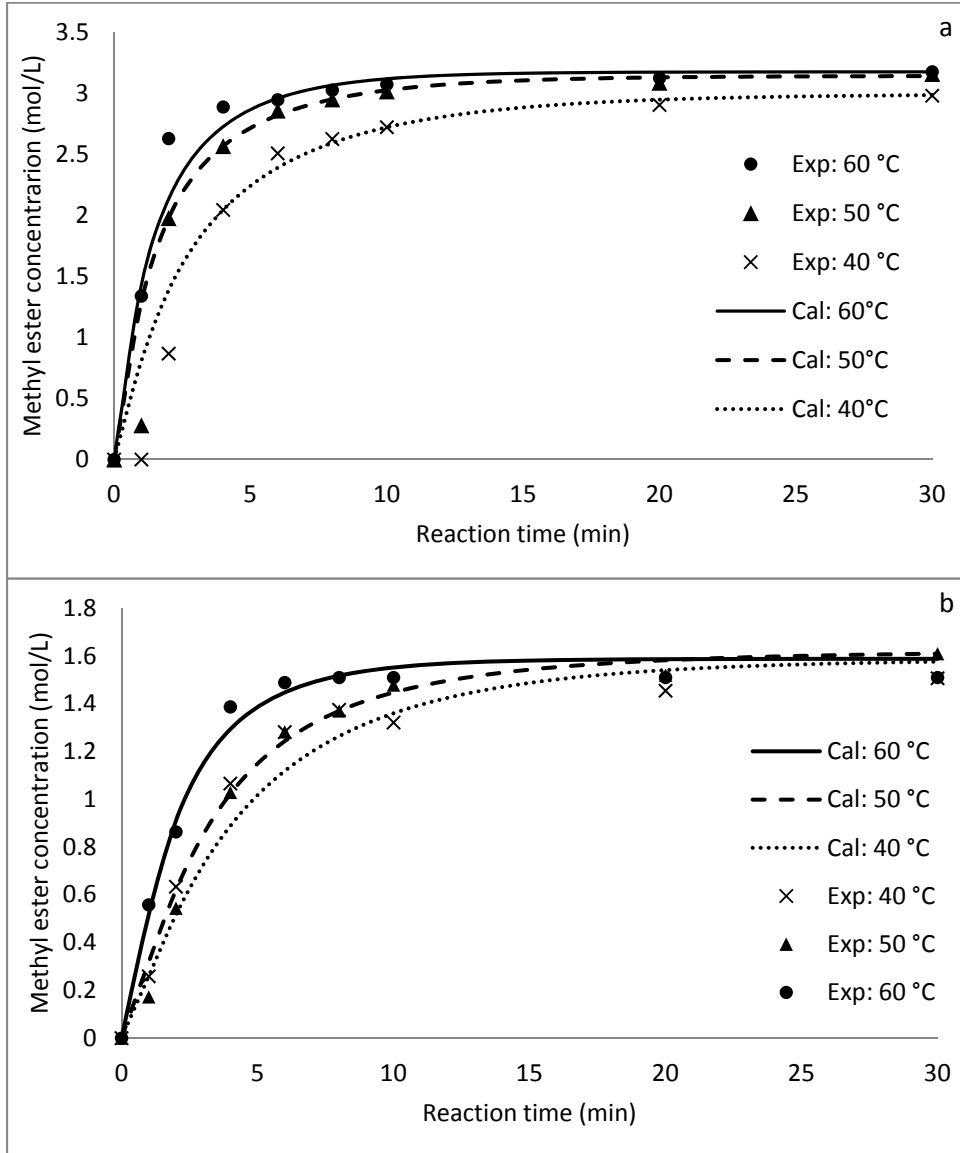 a
3.5
3
2.5
2
1.5
1
0.5
0
0 5 10 15 20 25 30
Methyl ester concentrarion (mol/L)
Reaction time (min)
Exp: 60 °C
Exp: 50 °C
Exp: 40 °C
Cal: 60°C
Cal: 50°C
Cal: 40°C
b
1.8
1.6
1.4
1.2
1
0.8
0.6
0.4
0.2
0
0 5 10 15 20 25 30
Methyl ester concentration (mol/L)
Reaction time (min)
Cal: 60 °C
Cal: 50 °C
Cal: 40 °C
Exp: 40 °C
Exp: 50 °C
Exp: 60 °C